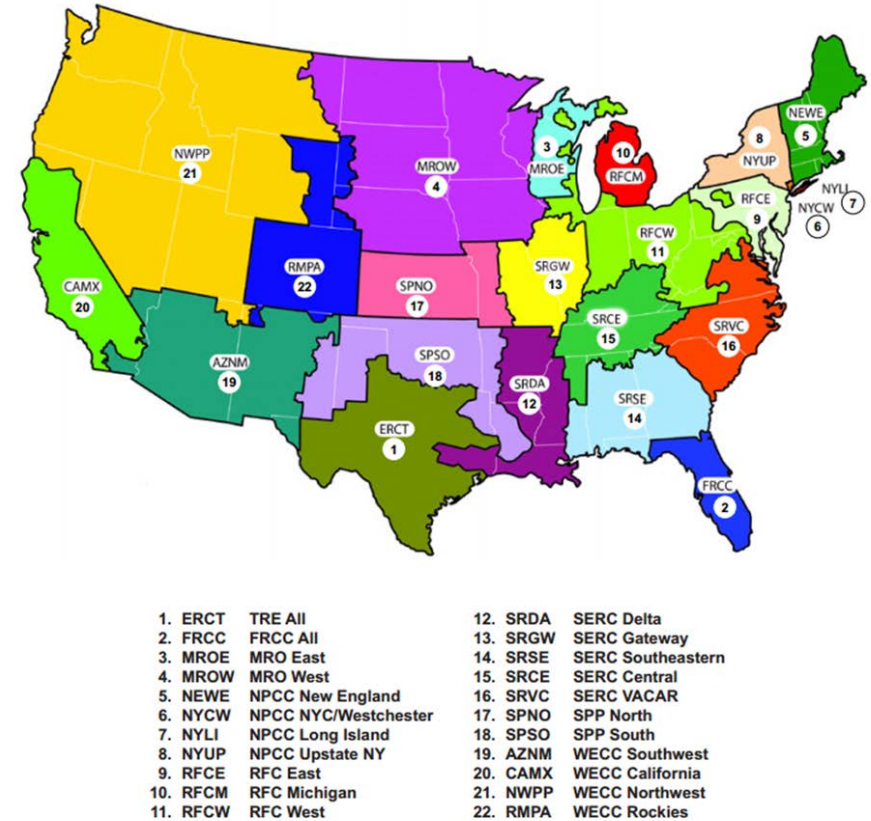 NEWE
5
8
NYUP
3
MROE
10
RFCM
NWPP
21
MROW
4
NYLI
7
NYCW
6
RFCE
9
RFCW
11
RMPA
22
SRGW
13
CAMX
20
SPNO
17
SRCE
15
SRVC
16
AZNM
19
SPSO
18
SRDA
12
SRSE
14
ERCT
1
FRCC
2
1. ERCT TRE All
2. FRCC FRCC All
3. MROE MRO East
4. MROW MRO West
5. NEWE NPCC New England
6. NYCW NPCC NYC/Westchester
7. NYLI NPCC Long Island
8. NYUP NPCC Upstate NY
9. RFCE RFC East
10. RFCM RFC Michigan
11. RFCW RFC West
12. SRDA SERC Delta
13. SRGW SERC Gateway
14. SRSE SERC Southeastern
15. SRCE SERC Central
16. SRVC SERC VACAR
17. SPNO SPP North
18. SPSO SPP South
19. AZNM WECC Southwest
20. CAMX WECC California
21. NWPP WECC Northwest
22. RMPA WECC Rockies